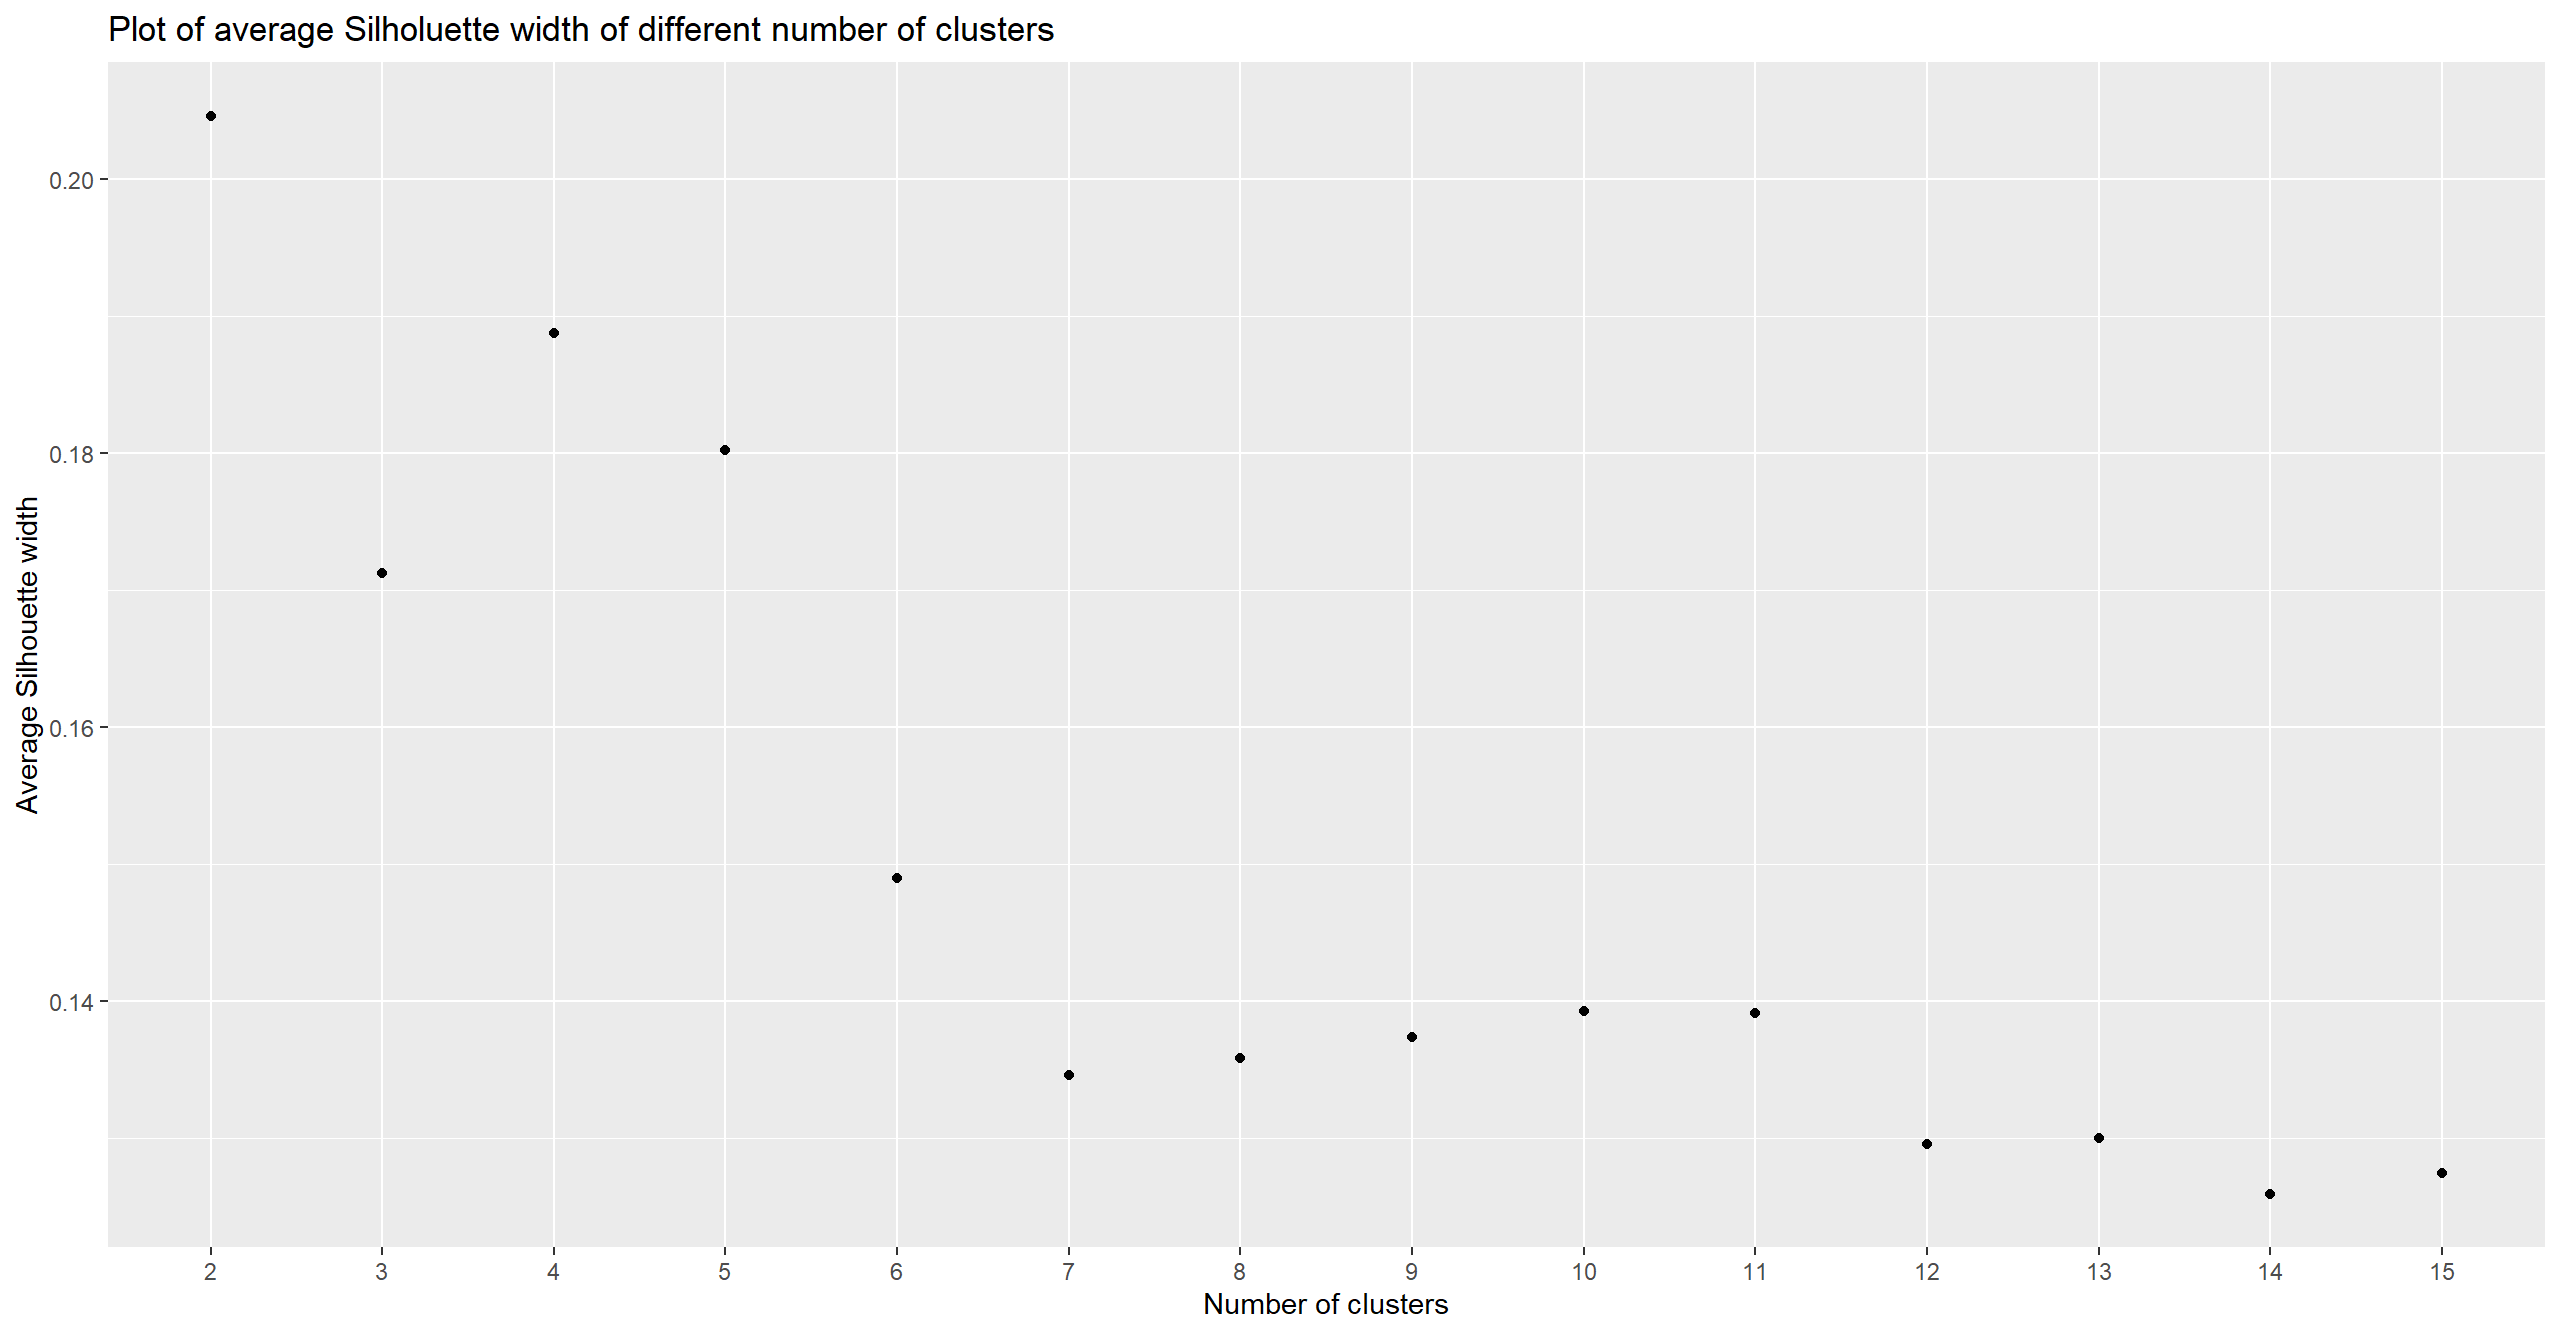 Plot of average Silholuette width of different number of clusters
Average Silhouette width
0.20
0.18
0.16
0.14
2 3 4 5 6 7 8 9 10 11 12 13 14 15
Number of clusters